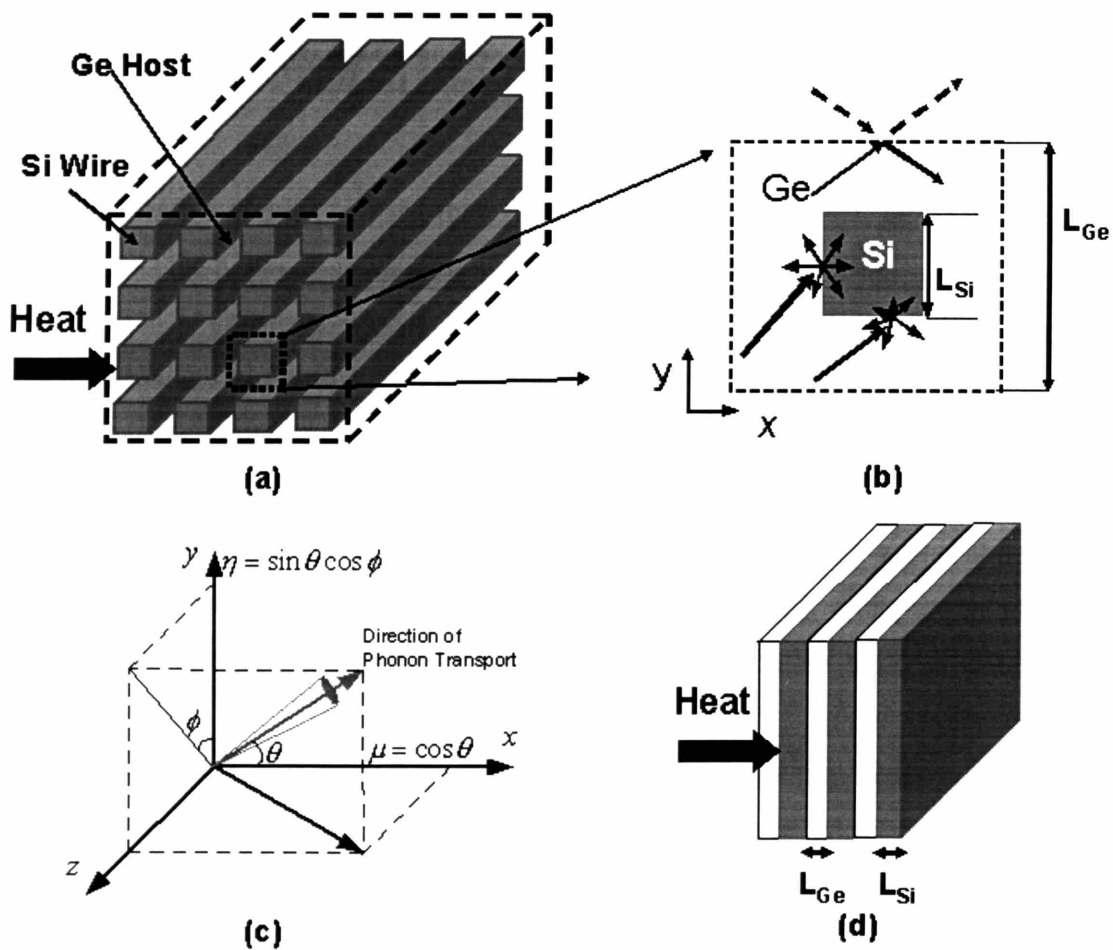 Ge Host
Si Wire
Heat
(a)
Ge
Si
L_Si
L_Ge
y
x
(b)
y
η = sin θ cos ϕ
Direction of
Phonon Transport
ϕ
θ
μ = cos θ
x
z
(c)
Heat
L_Ge
L_Si
(d)